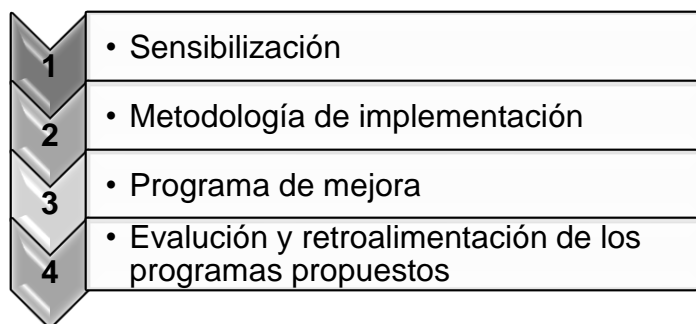 1
• Sensibilización
2
• Metodología de implementación
3
• Programa de mejora
4
• Evalución y retroalimentación de los
programas propuestos